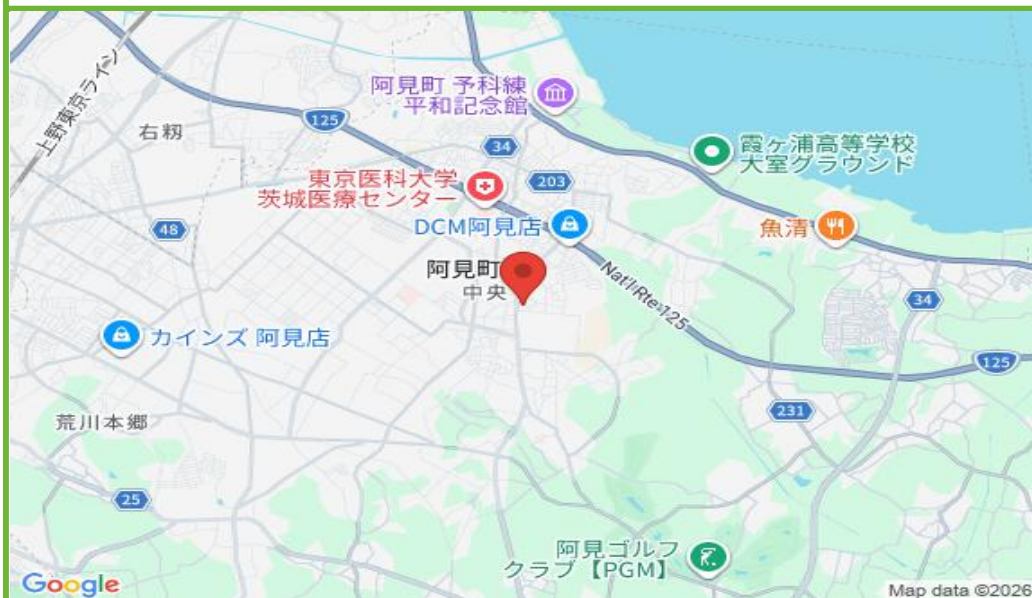 上野東京ライン
阿見町 予科練
平和記念館
125
右籾
34
霞ヶ浦高等学校
大室グラウンド
東京医科大学
茨城医療センター
203
48
DCM阿見店
魚清
阿見町
中央
Nat'l Rte 125
34
カインズ 阿見店
125
231
荒川本郷
25
阿見ゴルフ
クラブ【PGM】
Google
Map data ©2026